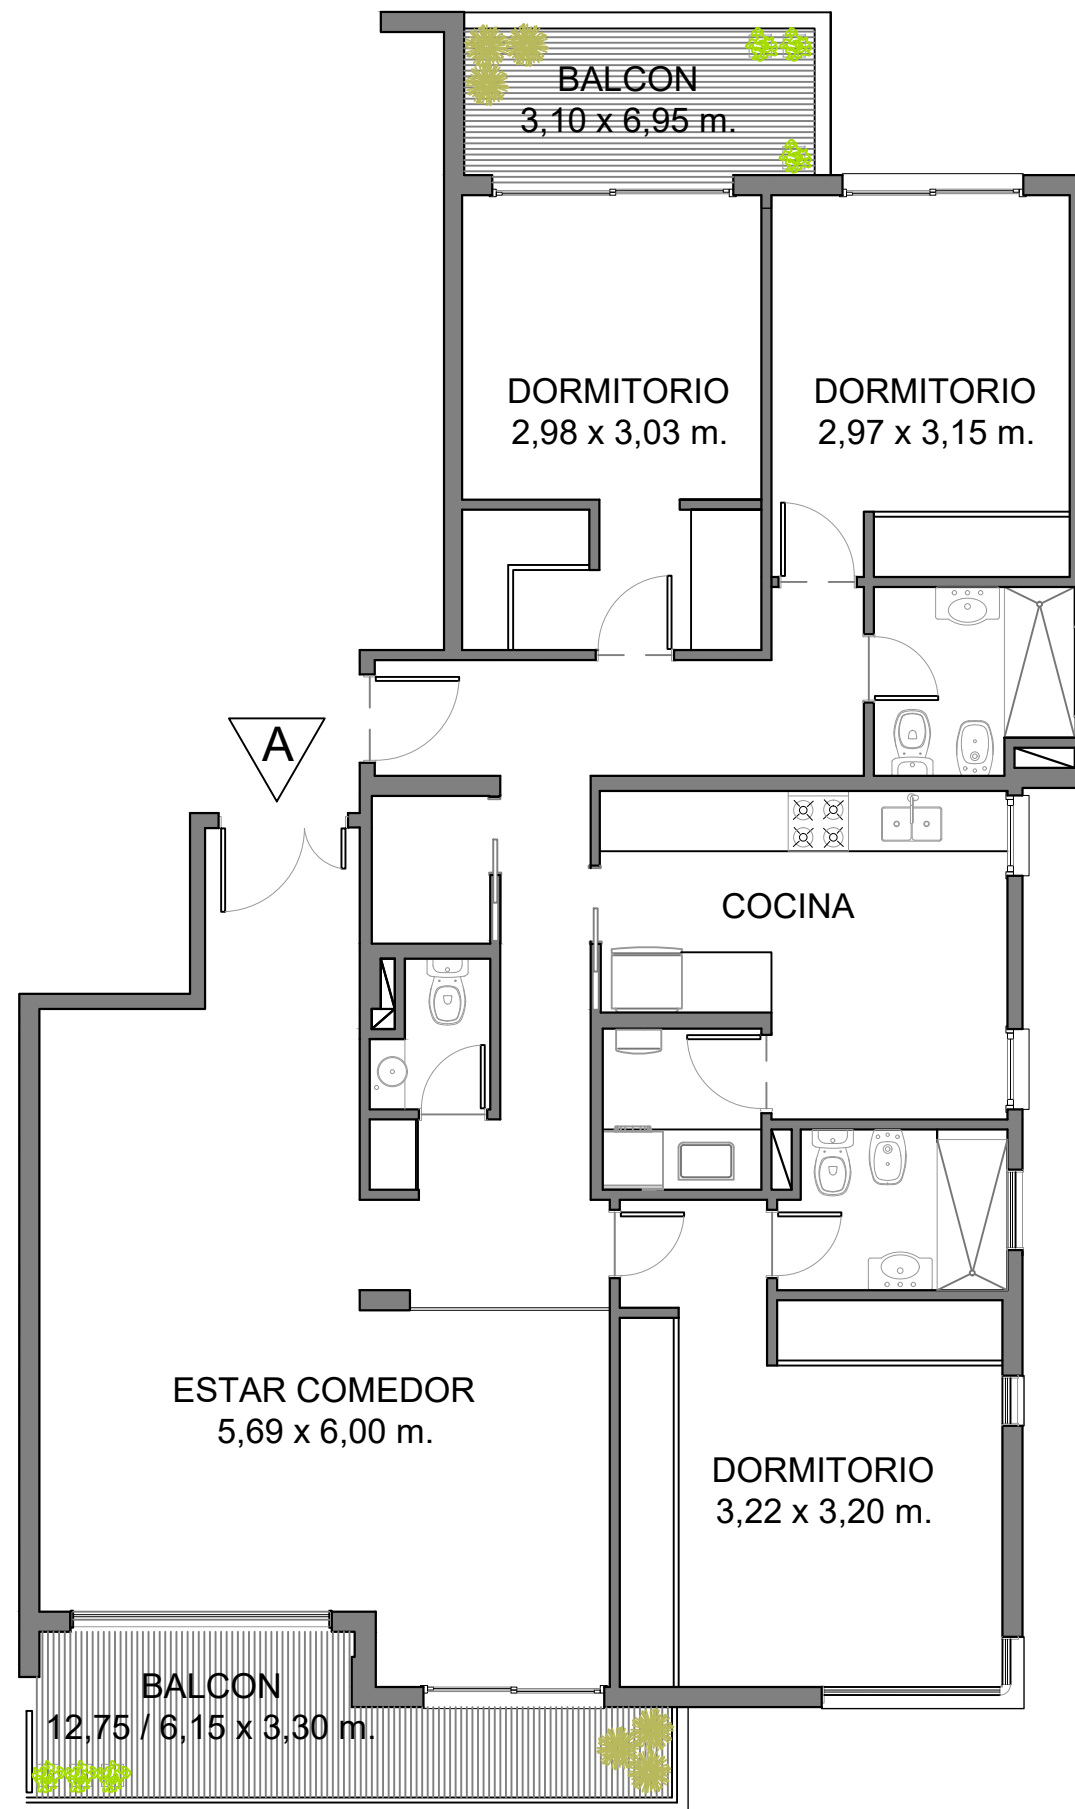 BALCON
3,10 x 6,95 m.
DORMITORIO
2,98 x 3,03 m.
DORMITORIO
2,97 x 3,15 m.
A
COCINA
ESTAR COMEDOR
5,69 x 6,00 m.
DORMITORIO
3,22 x 3,20 m.
BALCON
12,75 / 6,15 x 3,30 m.